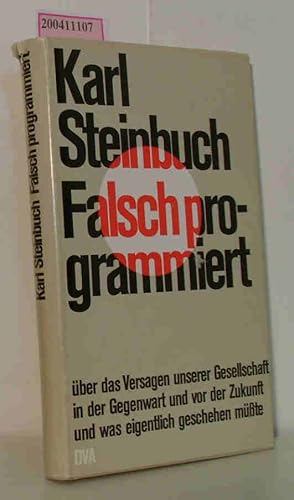 200411107
Karl Steinbuch Falsch programmiert
Karl
Steinbuch
Falsch pro-
grammiert
über das Versagen unserer Gesellschaft
in der Gegenwart und vor der Zukunft
und was eigentlich geschehen müßte
DVA